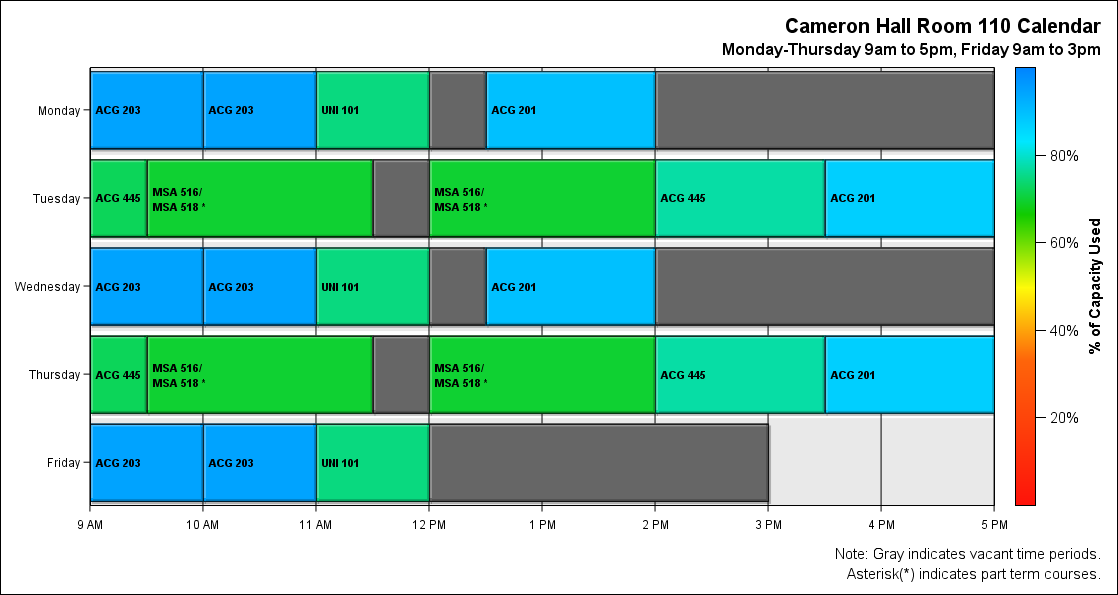 Cameron Hall Room 110 Calendar
Monday-Thursday 9am to 5pm, Friday 9am to 3pm
Monday
ACG 203
ACG 203
UNI 101
ACG 201
Tuesday
ACG 445
MSA 516/
MSA 518 *
MSA 516/
MSA 518 *
ACG 445
ACG 201
Wednesday
ACG 203
ACG 203
UNI 101
ACG 201
Thursday
ACG 445
MSA 516/
MSA 518 *
MSA 516/
MSA 518 *
ACG 445
ACG 201
Friday
ACG 203
ACG 203
UNI 101
9 AM
10 AM
11 AM
12 PM
1 PM
2 PM
3 PM
4 PM
5 PM
80%
60%
40%
20%
% of Capacity Used
Note: Gray indicates vacant time periods.
Asterisk(*) indicates part term courses.